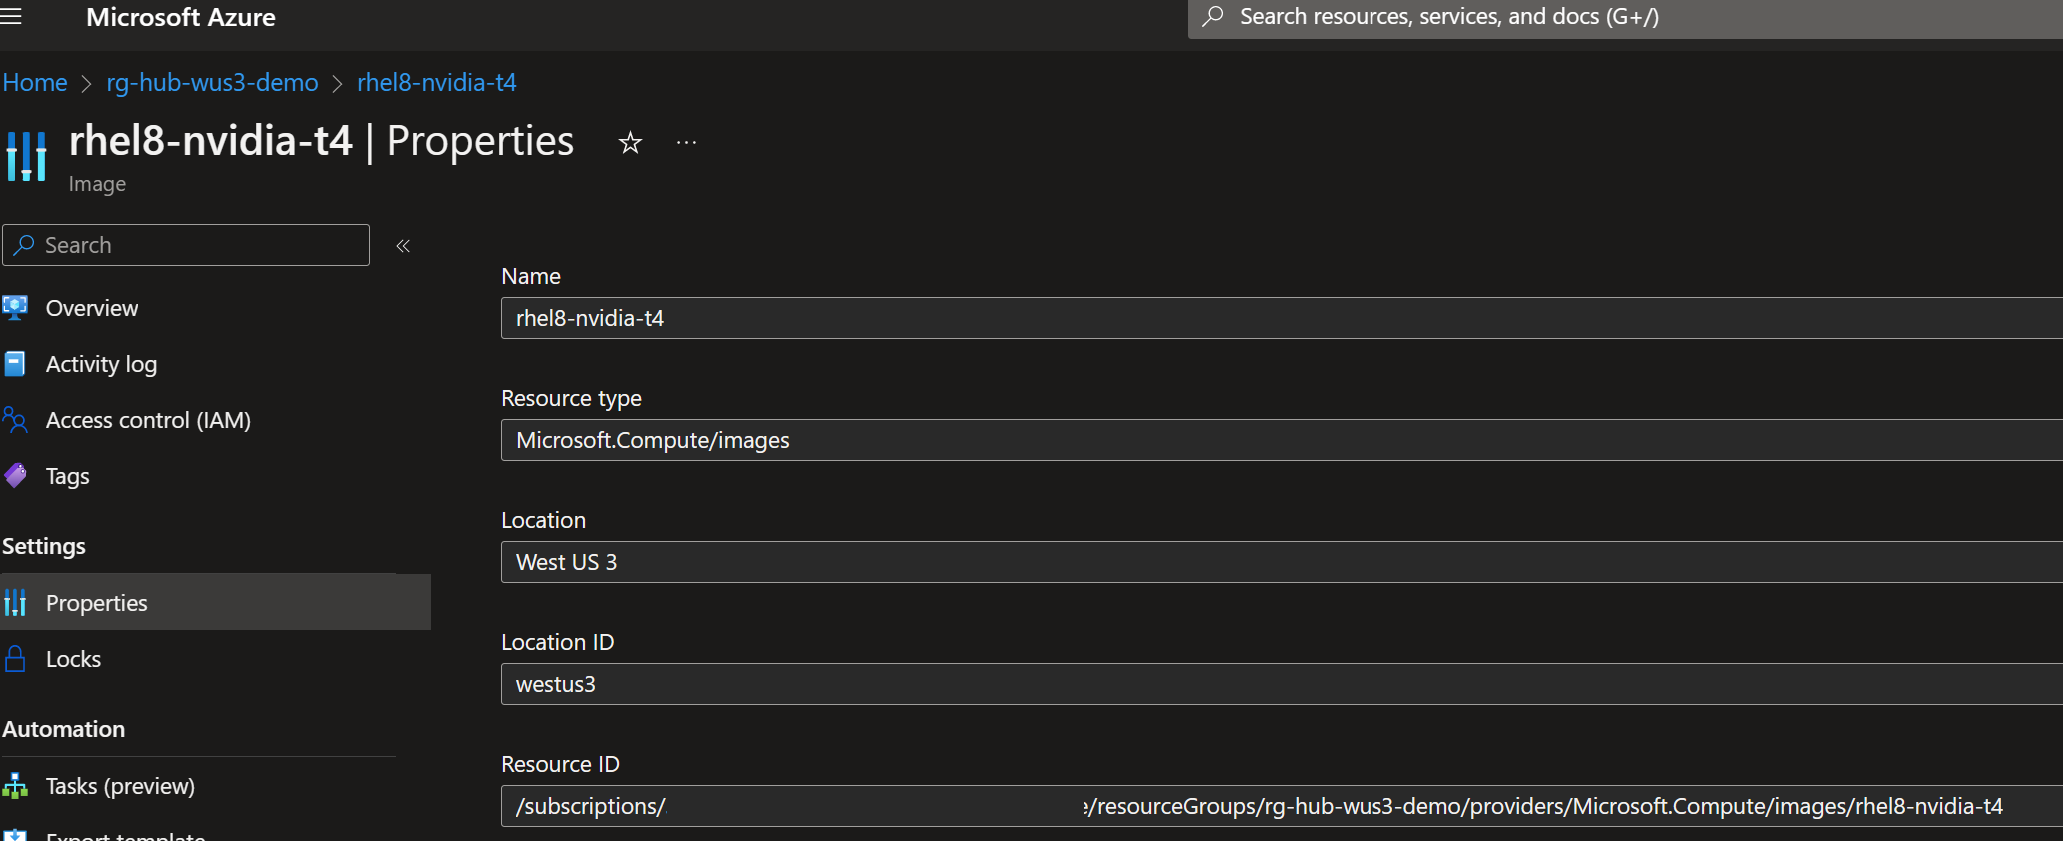 Microsoft Azure
Search resources, services, and docs (G+/)
Home > rg-hub-wus3-demo > rhel8-nvidia-t4
rhel8-nvidia-t4 | Properties
Image
Search
Overview
Activity log
Access control (IAM)
Tags
Settings
Properties
Locks
Automation
Tasks (preview)
Export template
Name
rhel8-nvidia-t4
Resource type
Microsoft.Compute/images
Location
West US 3
Location ID
westus3
Resource ID
/subscriptions/ /resourceGroups/rg-hub-wus3-demo/providers/Microsoft.Compute/images/rhel8-nvidia-t4